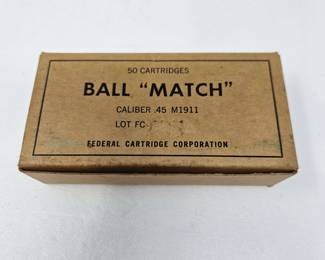 50 CARTRIDGES
BALL "MATCH"
CALIBER .45 M1911
LOT FC-
FEDERAL CARTRIDGE CORPORATION